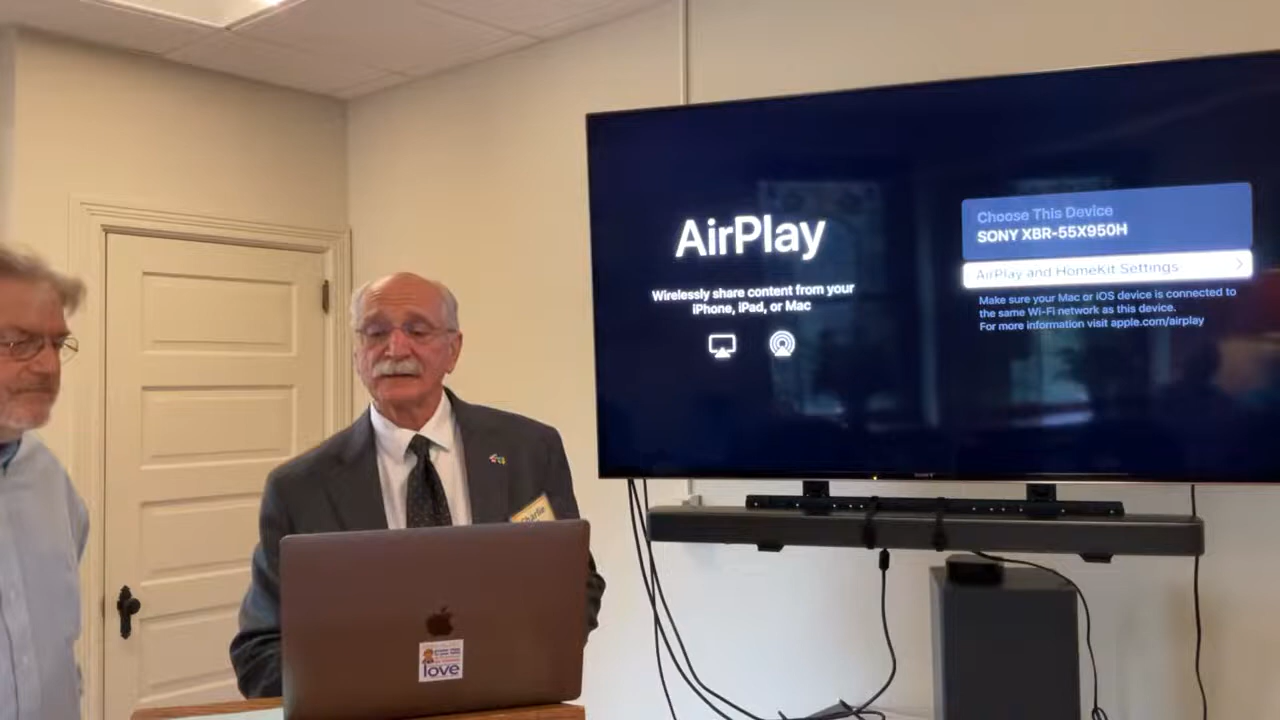 AirPlay
Wirelessly share content from your
iPhone, iPad, or Mac
Choose This Device
SONY XBR-55X950H
AirPlay and HomeKit Settings
Make sure your Mac or iOS device is connected to
the same Wi-Fi network as this device.
For more information visit apple.com/airplay
Charlie
love